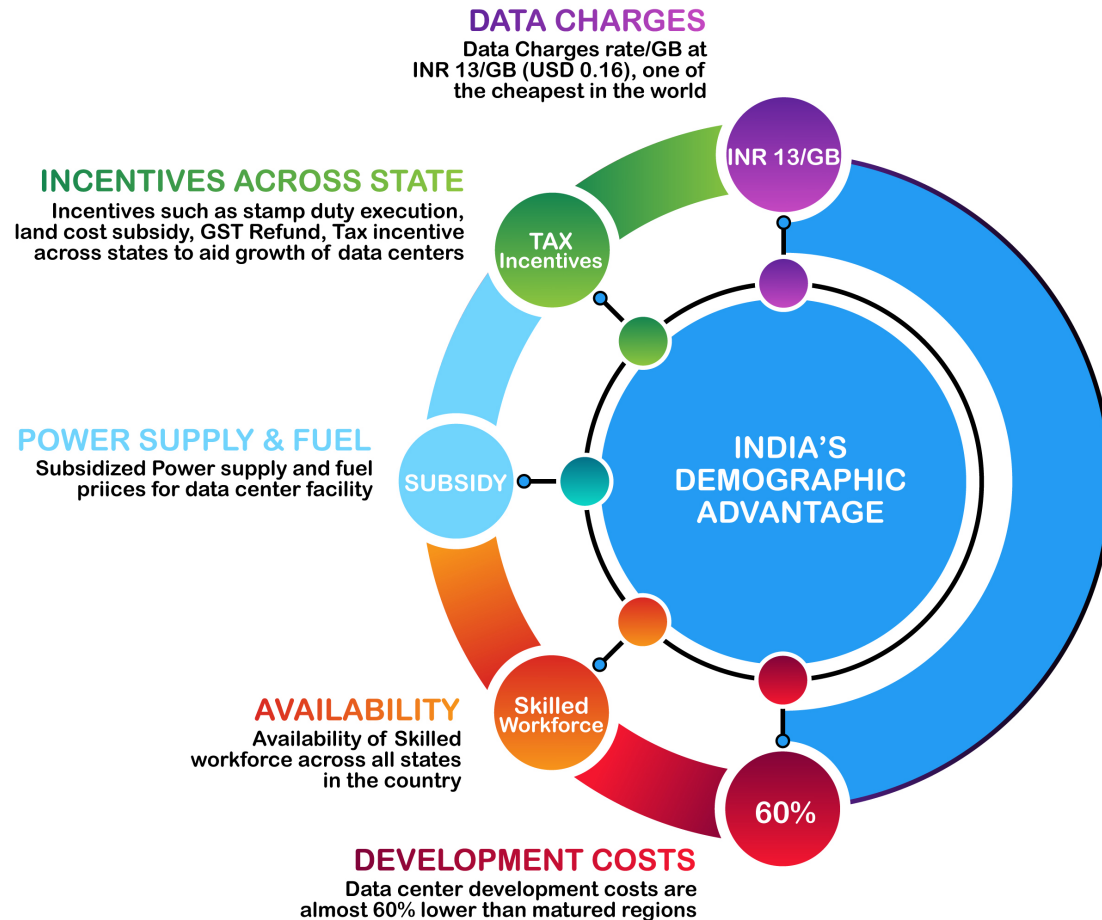 DATA CHARGES
Data Charges rate/GB at
INR 13/GB (USD 0.16), one of
the cheapest in the world
INR 13/GB
INCENTIVES ACROSS STATE
Incentives such as stamp duty execution,
land cost subsidy, GST Refund, Tax incentive
across states to aid growth of data centers
TAX
Incentives
POWER SUPPLY & FUEL
Subsidized Power supply and fuel
priices for data center facility
SUBSIDY
INDIA'S
DEMOGRAPHIC
ADVANTAGE
AVAILABILITY
Availability of Skilled
workforce across all states
in the country
Skilled
Workforce
60%
DEVELOPMENT COSTS
Data center development costs are
almost 60% lower than matured regions